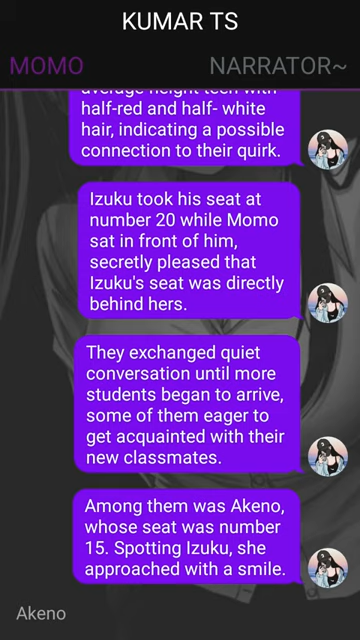 KUMAR TS
MOMO NARRATOR~
average height teen with
half-red and half- white
hair, indicating a possible
connection to their quirk.
Izuku took his seat at
number 20 while Momo
sat in front of him,
secretly pleased that
Izuku's seat was directly
behind hers.
They exchanged quiet
conversation until more
students began to arrive,
some of them eager to
get acquainted with their
new classmates.
Among them was Akeno,
whose seat was number
15. Spotting Izuku, she
approached with a smile.
Akeno